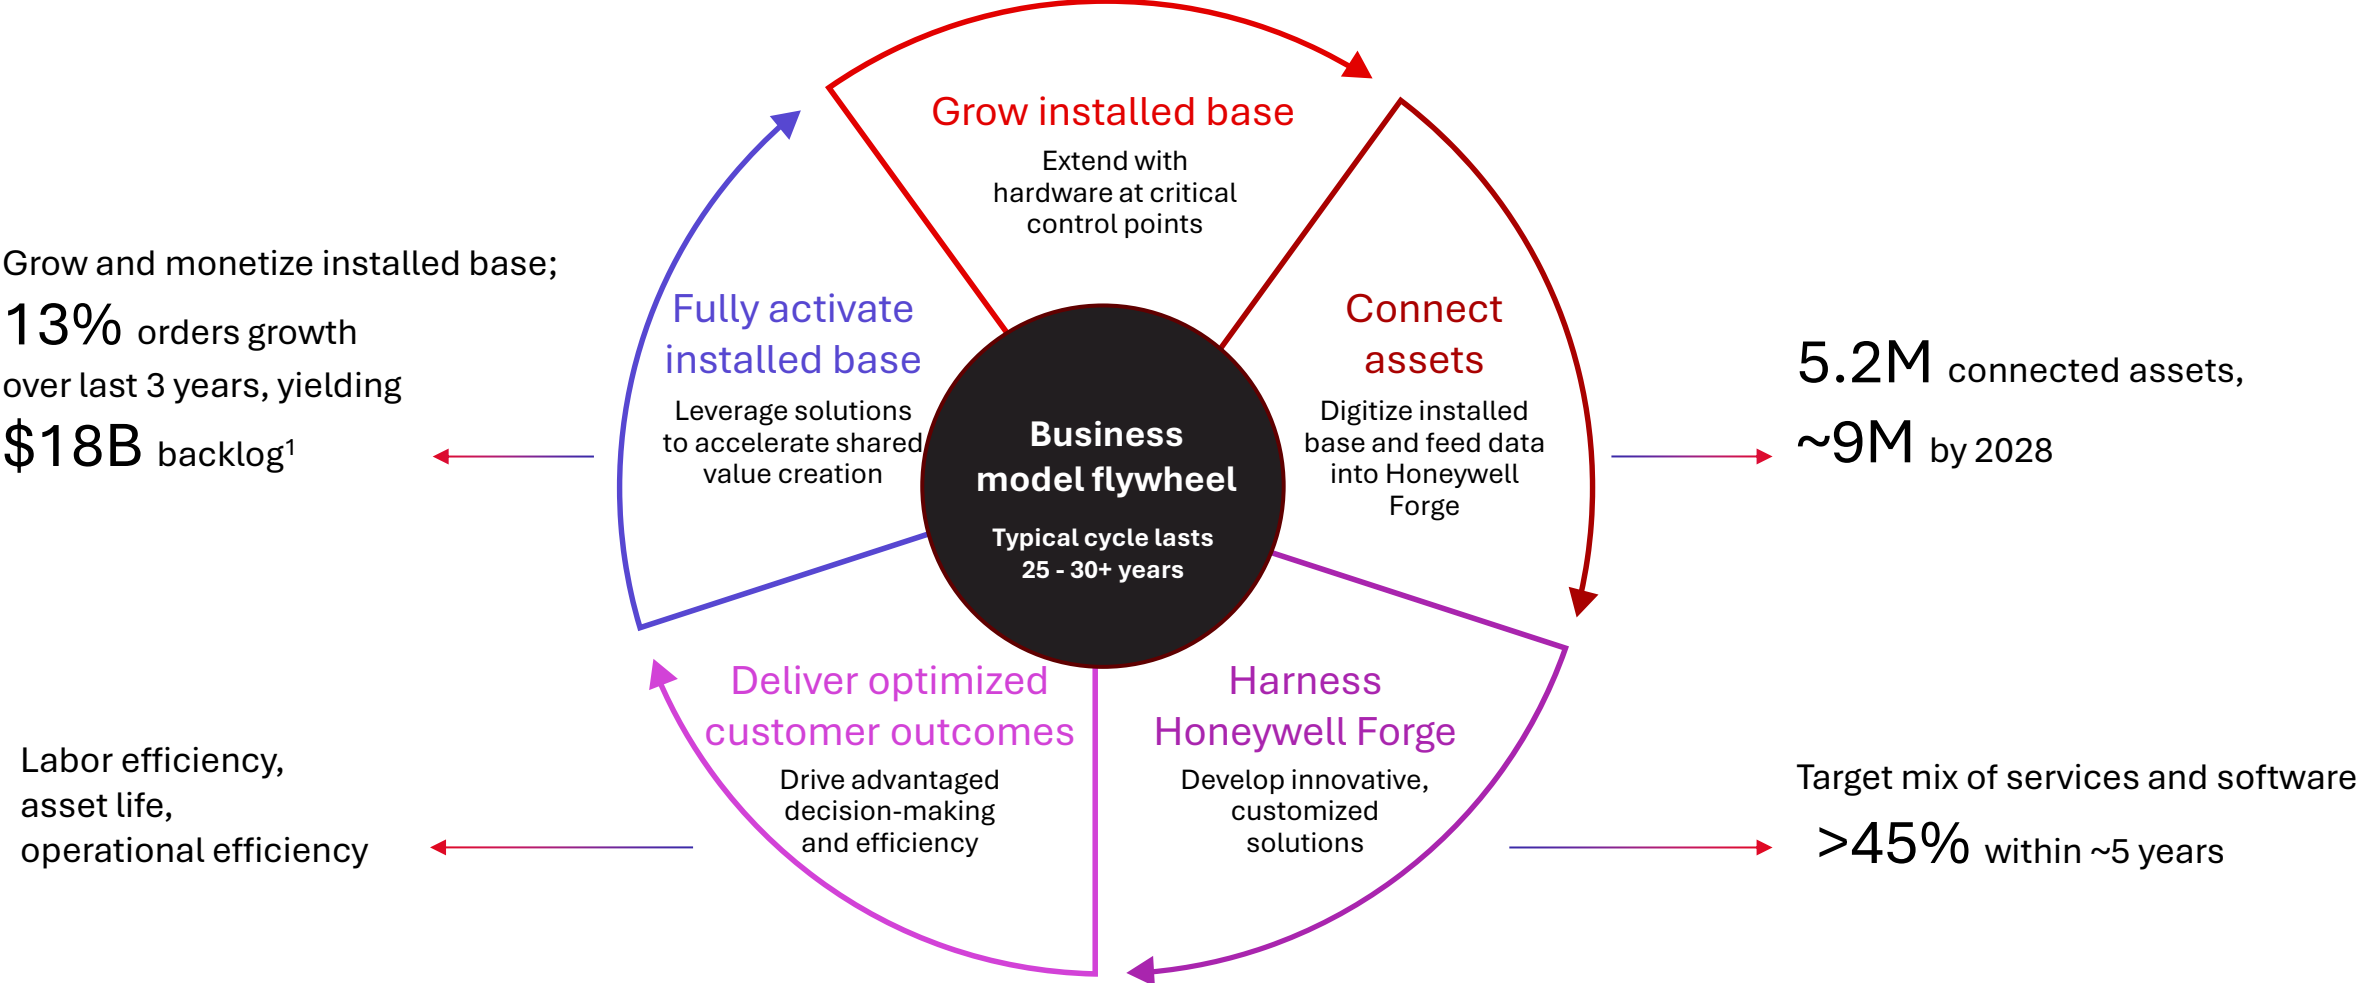 Grow installed base
Extend with
hardware at critical
control points
Connect
assets
Digitize installed
base and feed data
into Honeywell
Forge
5.2M connected assets,
~9M by 2028
Harness
Honeywell Forge
Develop innovative,
customized
solutions
Target mix of services and software
>45% within ~5 years
Deliver optimized
customer outcomes
Drive advantaged
decision-making
and efficiency
Labor efficiency,
asset life,
operational efficiency
Fully activate
installed base
Leverage solutions
to accelerate shared
value creation
Grow and monetize installed base;
13% orders growth
over last 3 years, yielding
$18B backlog¹
Business
model flywheel
Typical cycle lasts
25 - 30+ years